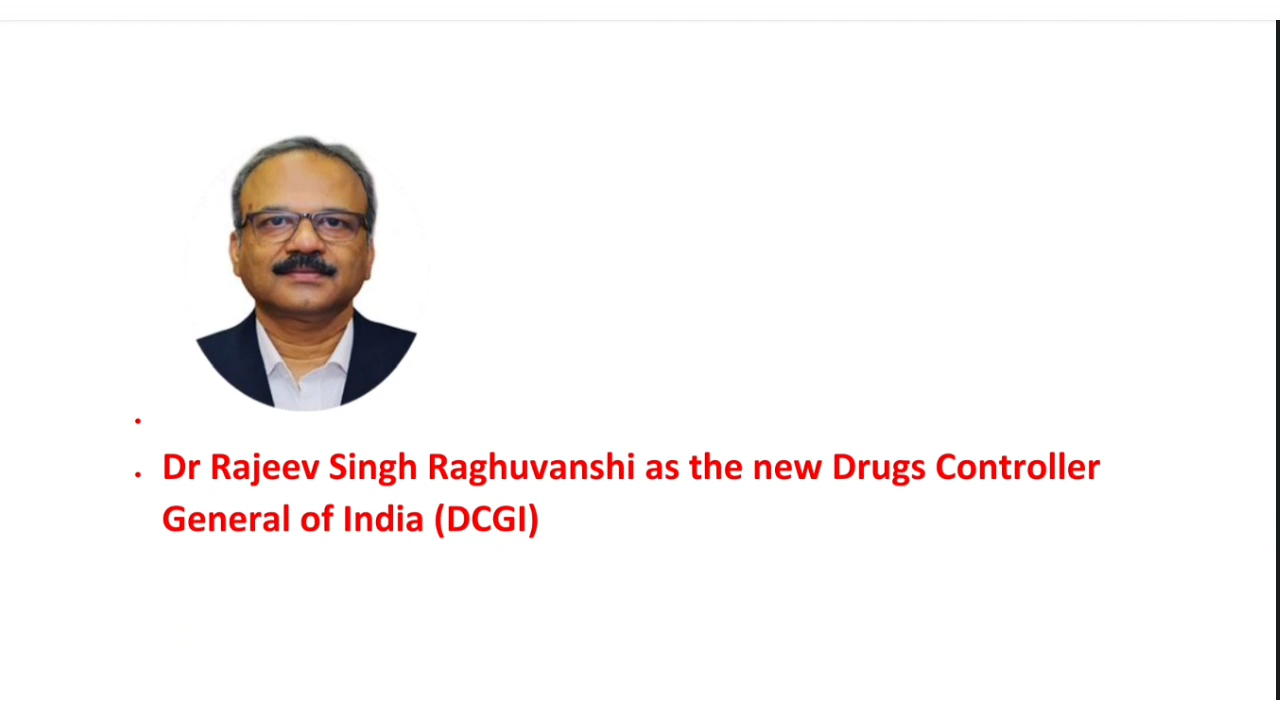 Dr Rajeev Singh Raghuvanshi as the new Drugs Controller
General of India (DCGI)